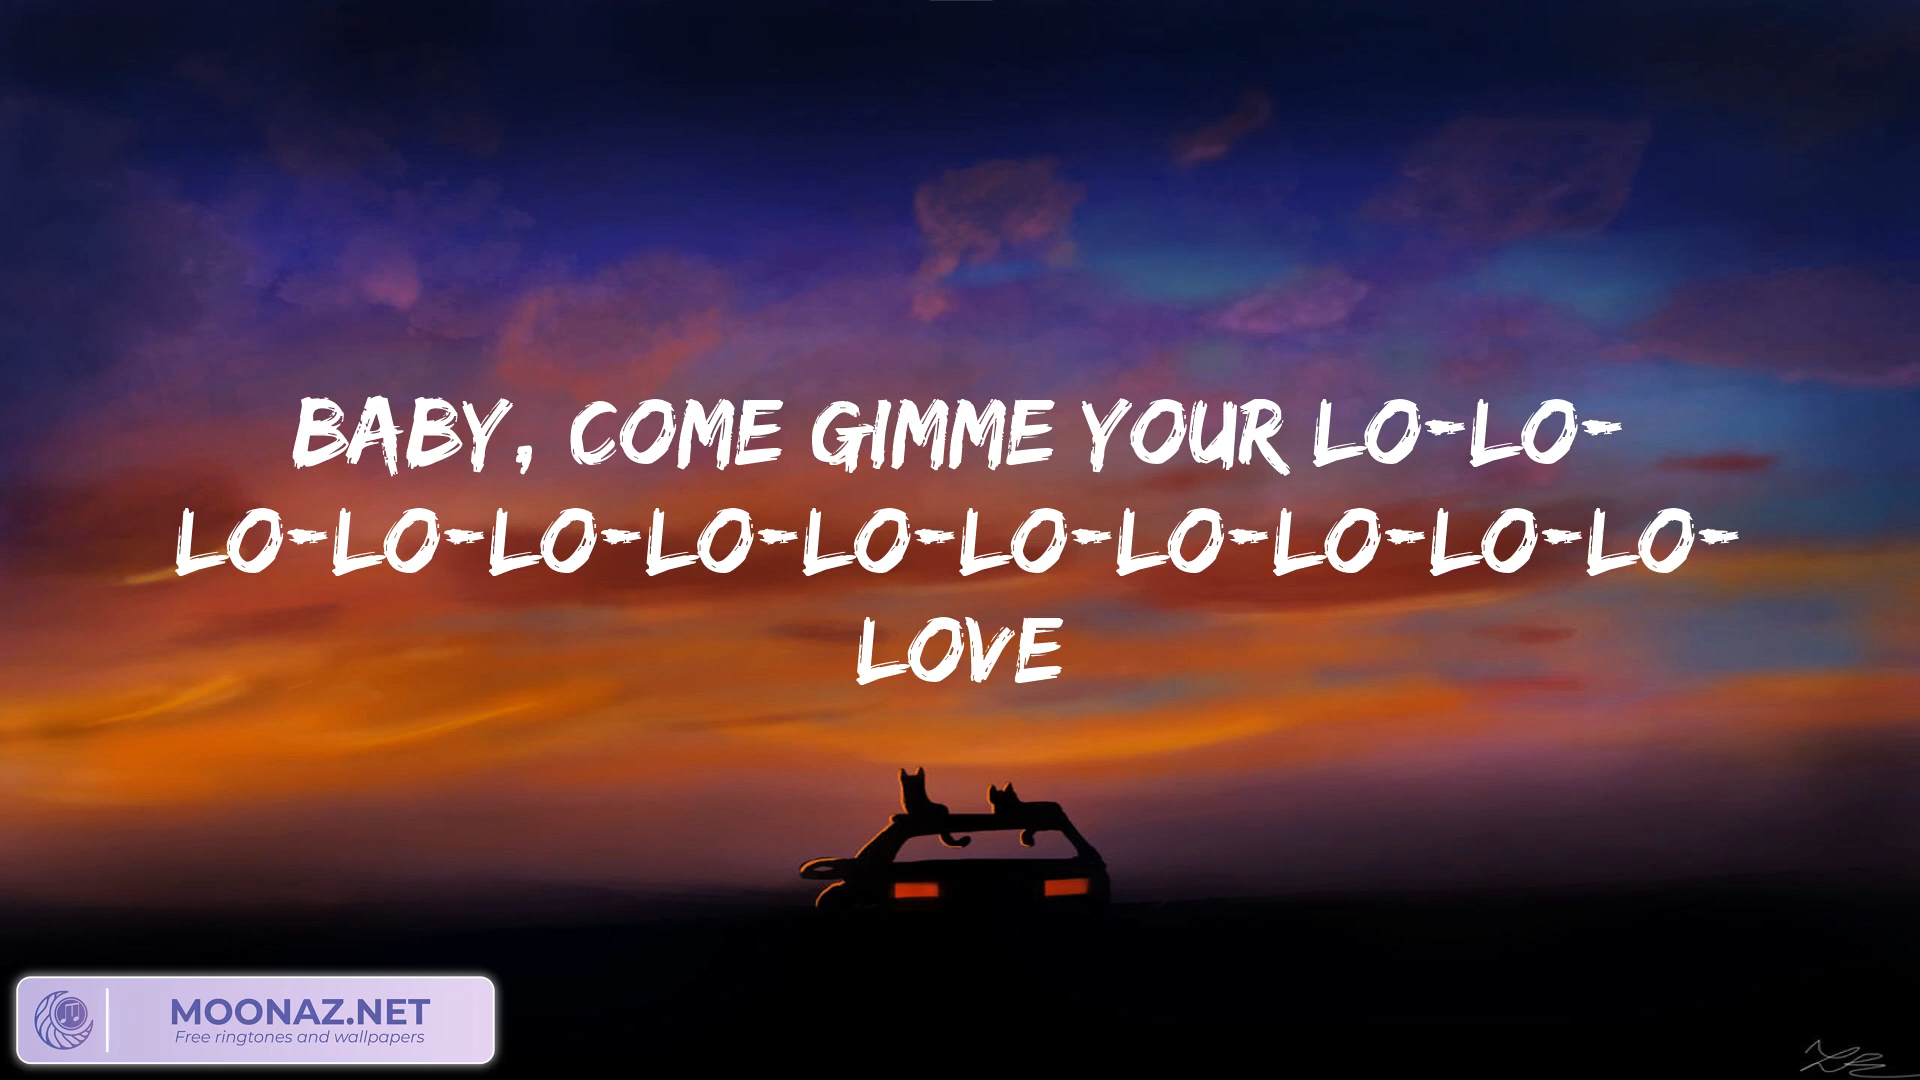 BABY, COME GIMME YOUR LO-LO-
LO-LO-LO-LO-LO-LO-LO-LO-LO-LO-
LOVE
MOONAZ.NET
Free ringtones and wallpapers